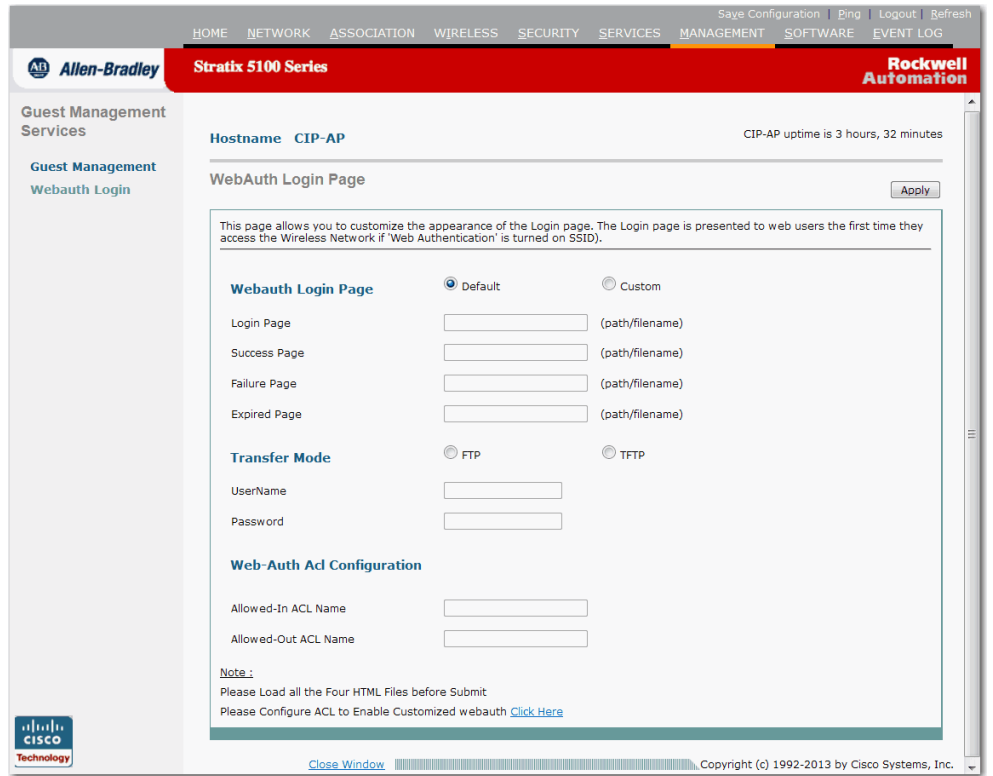 Save Configuration | Ping | Logout | Refresh
HOME NETWORK ASSOCIATION WIRELESS SECURITY SERVICES MANAGEMENT SOFTWARE EVENT LOG
AB Allen-Bradley
Stratix 5100 Series
Rockwell
Automation
Guest Management
Services
Guest Management
Webauth Login
Hostname CIP-AP
CIP-AP uptime is 3 hours, 32 minutes
WebAuth Login Page
Apply
This page allows you to customize the appearance of the Login page. The Login page is presented to web users the first time they
access the Wireless Network if 'Web Authentication' is turned on SSID).
Webauth Login Page Default Custom
Login Page (path/filename)
Success Page (path/filename)
Failure Page (path/filename)
Expired Page (path/filename)
Transfer Mode FTP TFTP
UserName
Password
Web-Auth Acl Configuration
Allowed-In ACL Name
Allowed-Out ACL Name
Note :
Please Load all the Four HTML Files before Submit
Please Configure ACL to Enable Customized webauth Click Here
CISCO
Technology
Close Window
Copyright (c) 1992-2013 by Cisco Systems, Inc.